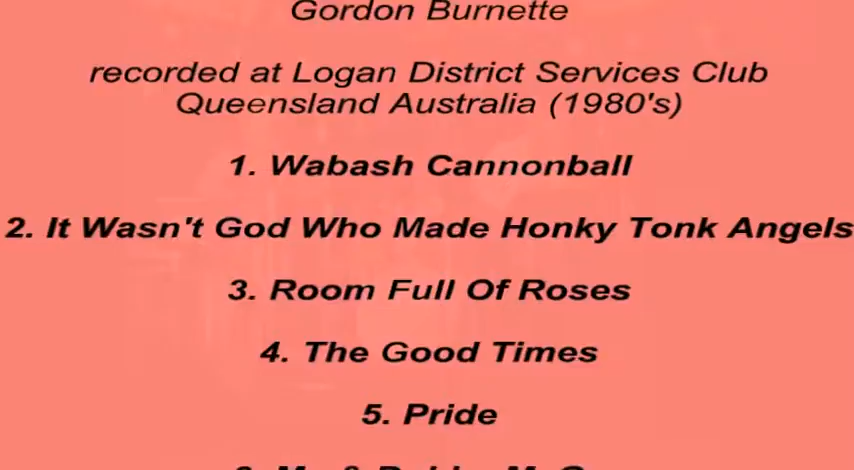 Gordon Burnette
recorded at Logan District Services Club
Queensland Australia (1980's)
1. Wabash Cannonball
2. It Wasn't God Who Made Honky Tonk Angels
3. Room Full Of Roses
4. The Good Times
5. Pride